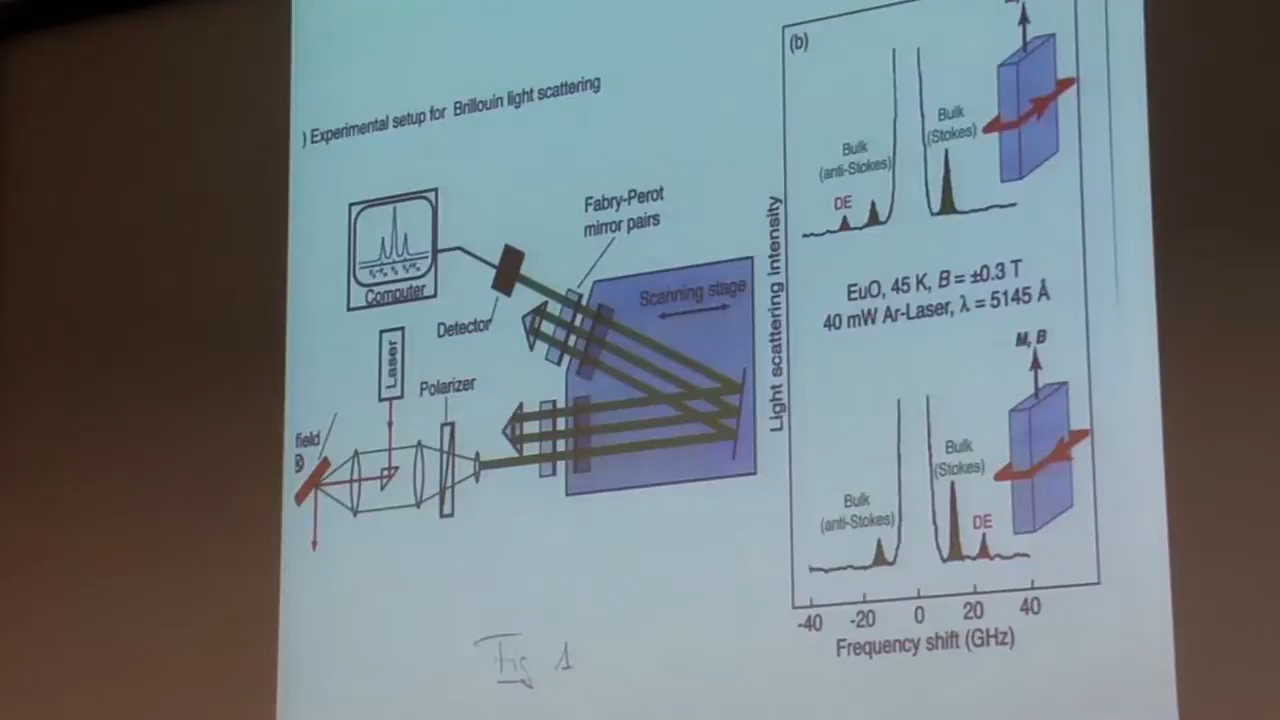 ) Experimental setup for Brillouin light scattering
Fabry-Perot
mirror pairs
Scanning stage
Computer
Detector
Laser
Polarizer
field
Fig 1
(b)
Light scattering intensity
Bulk
(anti-Stokes)
DE
Bulk
(Stokes)
EuO, 45 K, B = ±0.3 T
40 mW Ar-Laser, λ = 5145 Å
M, B
Bulk
(Stokes)
Bulk
(anti-Stokes)
DE
-40 -20 0 20 40
Frequency shift (GHz)